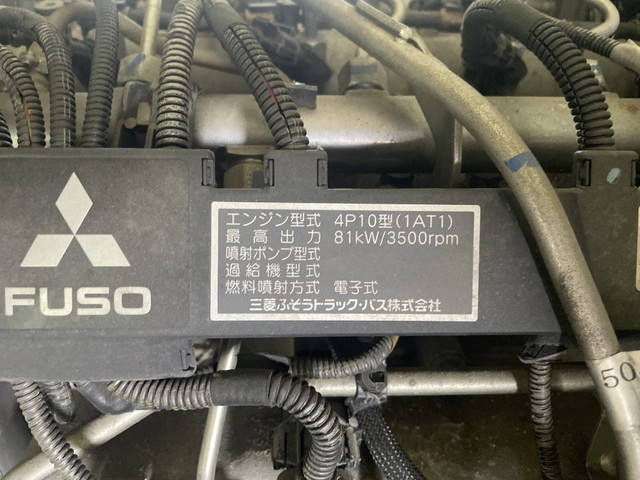 FUSO
エンジン型式 4P10型(1AT1)
最高出力 81kW/3500rpm
噴射ポンプ型式
過給機型式
燃料噴射方式 電子式
三菱ふそうトラック・バス株式会社
50